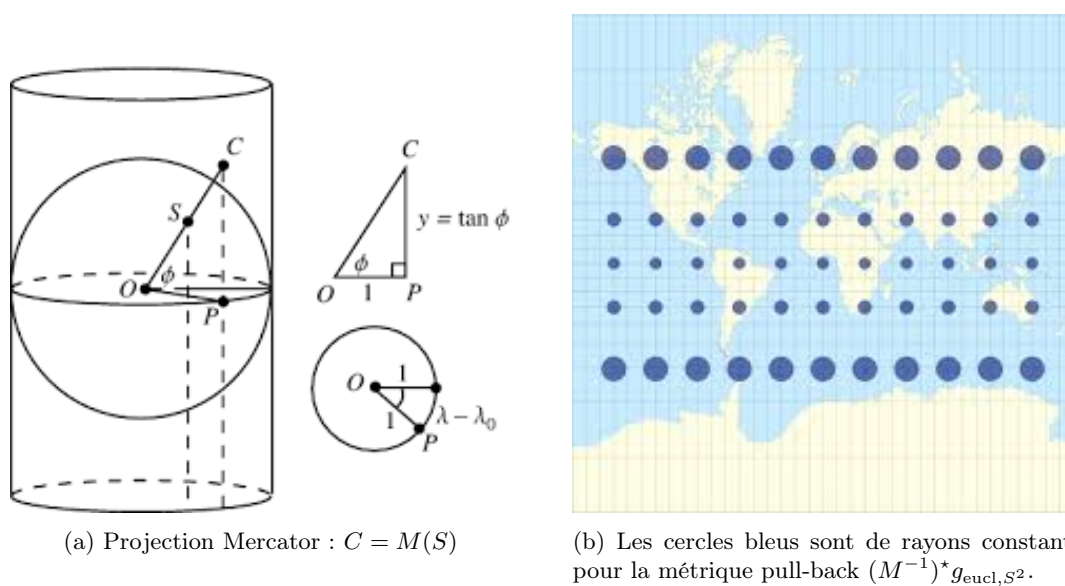 C
S
ϕ
O
P
C
y = tan ϕ
ϕ
O 1 P
O 1
1 λ – λ₀
P
(a) Projection Mercator : C = M(S)
(b) Les cercles bleus sont de rayons constant
pour la métrique pull-back (M⁻¹)*g_eucl,S².